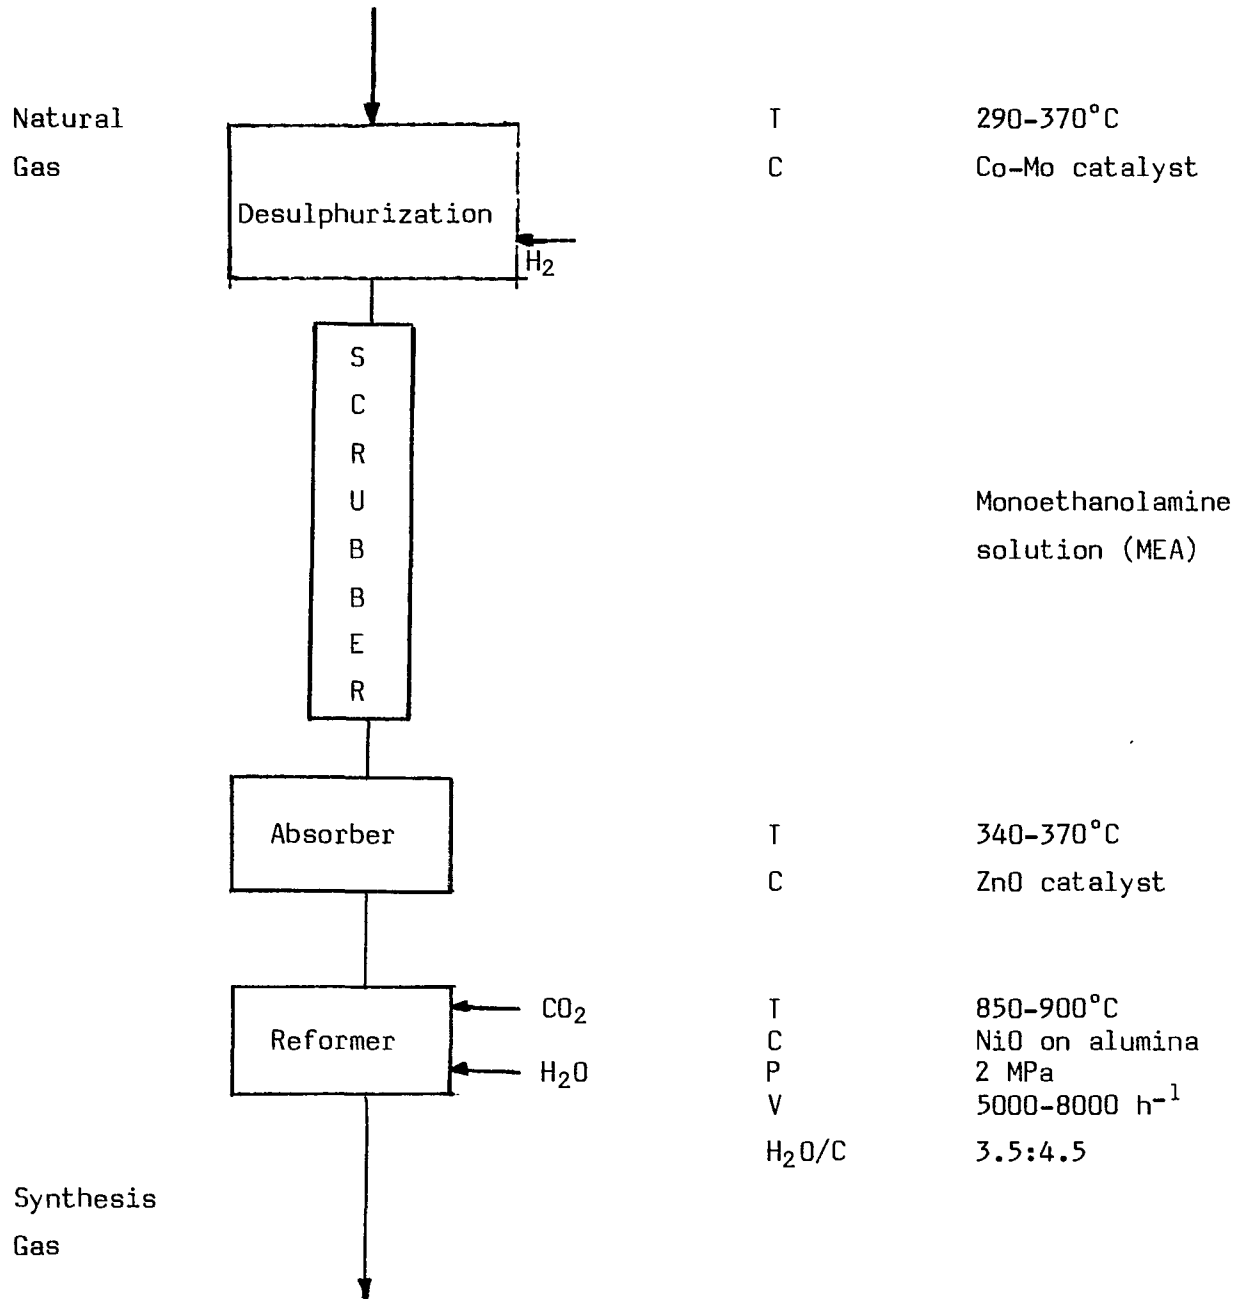 Natural T 290-370°C
Gas C Co-Mo catalyst
Desulphurization
H₂
S
C
R
U
B
B
E
R
Monoethanolamine
solution (MEA)
Absorber T 340-370°C
C ZnO catalyst
CO₂ T 850-900°C
Reformer C NiO on alumina
H₂O P 2 MPa
V 5000-8000 h⁻¹
H₂O/C 3.5:4.5
Synthesis
Gas